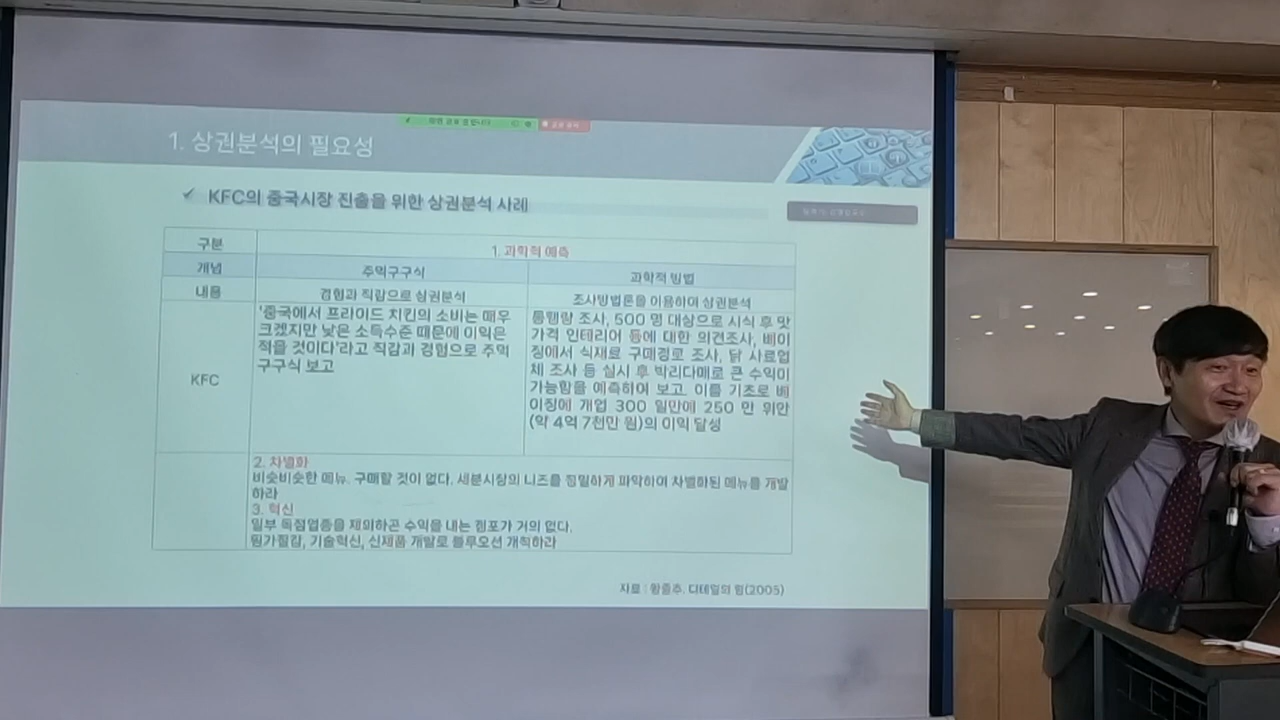 1. 상권분석의 필요성
✓ KFC의 중국시장 진출을 위한 상권분석 사례
구분
1. 과학적 예측
개념
주먹구구식
과학적 방법
내용
경험과 직감으로 상권분석
조사방법론을 이용하여 상권분석
KFC
'중국에서 프라이드 치킨의 소비는 매우
크겠지만 낮은 소득수준 때문에 이익은
적을 것이다'라고 직감과 경험으로 주먹
구구식 보고
통행량 조사, 500 명 대상으로 시식 후 맛
가격 인테리어 등에 대한 의견조사, 베이
징에서 식재료 구매경로 조사, 닭 사료업
체 조사 등 실시 후 박리다매로 큰 수익이
가능함을 예측하여 보고. 이를 기초로 베
이징에 개업 300 일만에 250 만 위안
(약 4억 7천만 원)의 이익 달성
2. 차별화
비슷비슷한 메뉴. 구매할 것이 없다. 세분시장의 니즈를 정밀하게 파악하여 차별화된 메뉴를 개발
하라
3. 혁신
일부 독점업종을 제외하곤 수익을 내는 점포가 거의 없다.
원가절감, 기술혁신, 신제품 개발로 블루오션 개척하라
자료 : 왕중추. 디테일의 힘(2005)